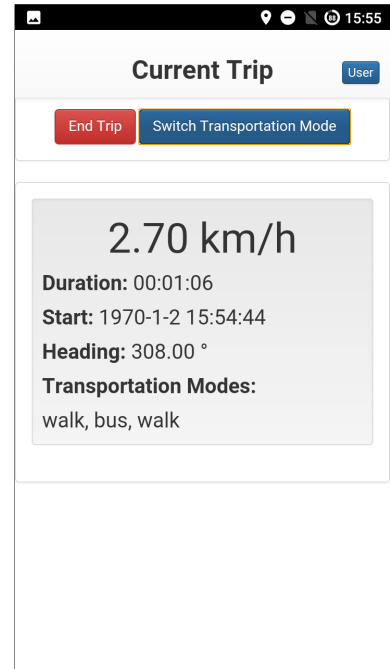 88 15:55
Current Trip
User
End Trip Switch Transportation Mode
2.70 km/h
Duration: 00:01:06
Start: 1970-1-2 15:54:44
Heading: 308.00 °
Transportation Modes:
walk, bus, walk